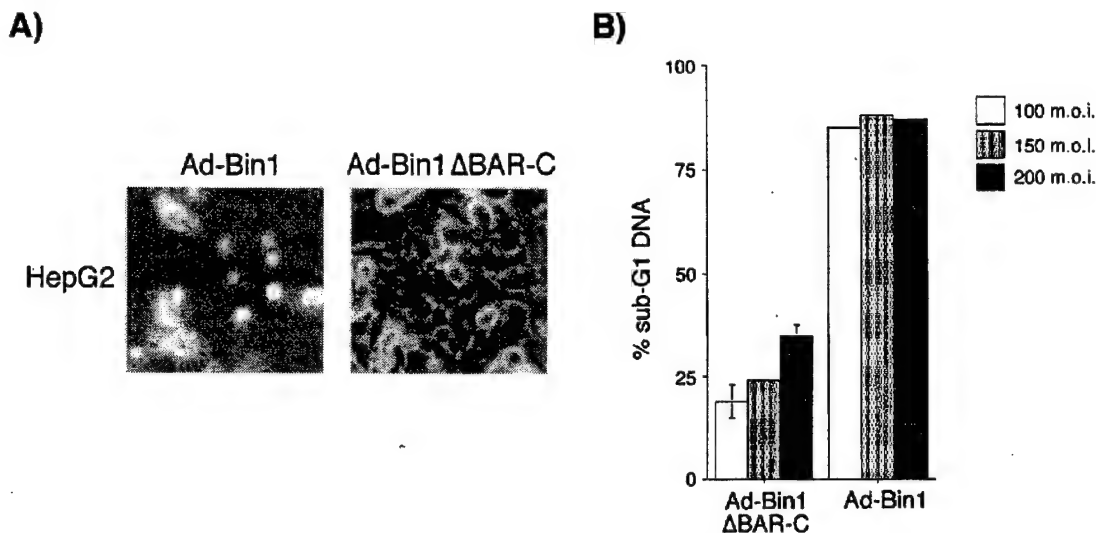 A)
Ad-Bin1
Ad-Bin1 ΔBAR-C
HepG2
B)
100
75
50
25
0
% sub-G1 DNA
Ad-Bin1
ΔBAR-C
Ad-Bin1
100 m.o.i.
150 m.o.l.
200 m.o.i.